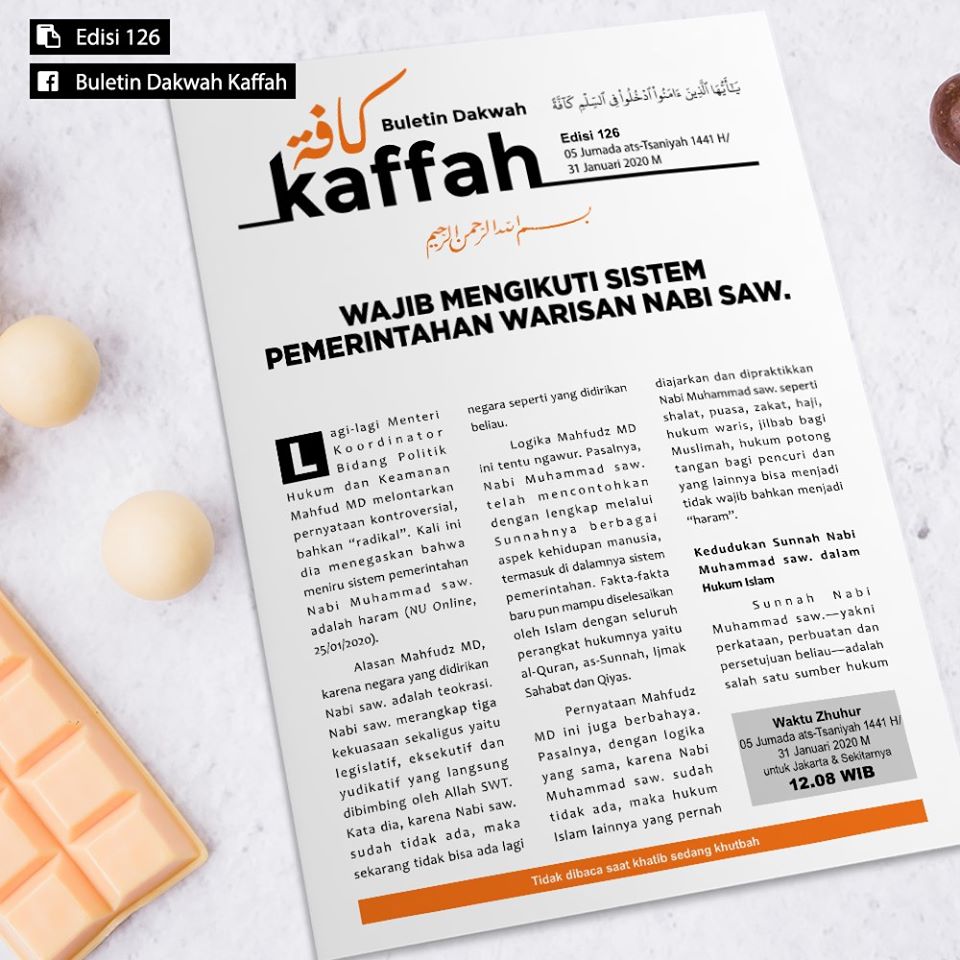 Edisi 126
Buletin Dakwah Kaffah
كافة
Buletin Dakwah
kaffah
يَٰٓأَيُّهَا ٱلَّذِينَ ءَامَنُوا۟ ٱدْخُلُوا۟ فِى ٱلسِّلْمِ كَآفَّةً
Edisi 126
05 Jumada ats-Tsaniyah 1441 H/
31 Januari 2020 M
بسم الله الرحمن الرحيم
WAJIB MENGIKUTI SISTEM
PEMERINTAHAN WARISAN NABI SAW.
Lagi-lagi Menteri
Koordinator
Bidang Politik
Hukum dan Keamanan
Mahfud MD melontarkan
pernyataan kontroversial,
bahkan “radikal”. Kali ini
dia menegaskan bahwa
meniru sistem pemerintahan
Nabi Muhammad saw.
adalah haram (NU Online,
25/01/2020).
Alasan Mahfudz MD,
karena negara yang didirikan
Nabi saw. adalah teokrasi.
Nabi saw. merangkap tiga
kekuasaan sekaligus yaitu
legislatif, eksekutif dan
yudikatif yang langsung
dibimbing oleh Allah SWT.
Kata dia, karena Nabi saw.
sudah tidak ada, maka
sekarang tidak bisa ada lagi
negara seperti yang didirikan
beliau.
Logika Mahfudz MD
ini tentu ngawur. Pasalnya,
Nabi Muhammad saw.
telah mencontohkan
dengan lengkap melalui
Sunnahnya berbagai
aspek kehidupan manusia,
termasuk di dalamnya sistem
pemerintahan. Fakta-fakta
baru pun mampu diselesaikan
oleh Islam dengan seluruh
perangkat hukumnya yaitu
al-Quran, as-Sunnah, Ijmak
Sahabat dan Qiyas.
Pernyataan Mahfudz
MD ini juga berbahaya.
Pasalnya, dengan logika
yang sama, karena Nabi
Muhammad saw. sudah
tidak ada, maka hukum
Islam lainnya yang pernah
diajarkan dan dipraktikkan
Nabi Muhammad saw. seperti
shalat, puasa, zakat, haji,
hukum waris, jilbab bagi
Muslimah, hukum potong
tangan bagi pencuri dan
yang lainnya bisa menjadi
tidak wajib bahkan menjadi
“haram”.
Kedudukan Sunnah Nabi
Muhammad saw. dalam
Hukum Islam
Sunnah Nabi
Muhammad saw.—yakni
perkataan, perbuatan dan
persetujuan beliau—adalah
salah satu sumber hukum
Waktu Zhuhur
05 Jumada ats-Tsaniyah 1441 H/
31 Januari 2020 M
untuk Jakarta & Sekitarnya
12.08 WIB
Tidak dibaca saat khatib sedang khutbah